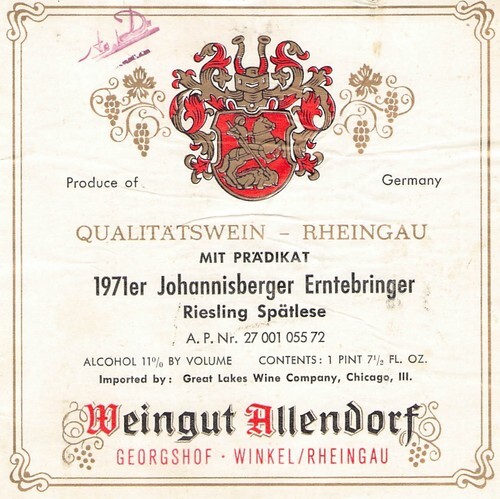 Produce of Germany
QUALITÄTSWEIN – RHEINGAU
MIT PRÄDIKAT
1971er Johannisberger Erntebringer
Riesling Spätlese
A. P. Nr. 27 001 055 72
ALCOHOL 11% BY VOLUME CONTENTS: 1 PINT 7½ FL. OZ.
Imported by: Great Lakes Wine Company, Chicago, Ill.
Weingut Allendorf
GEORGSHOF · WINKEL/RHEINGAU